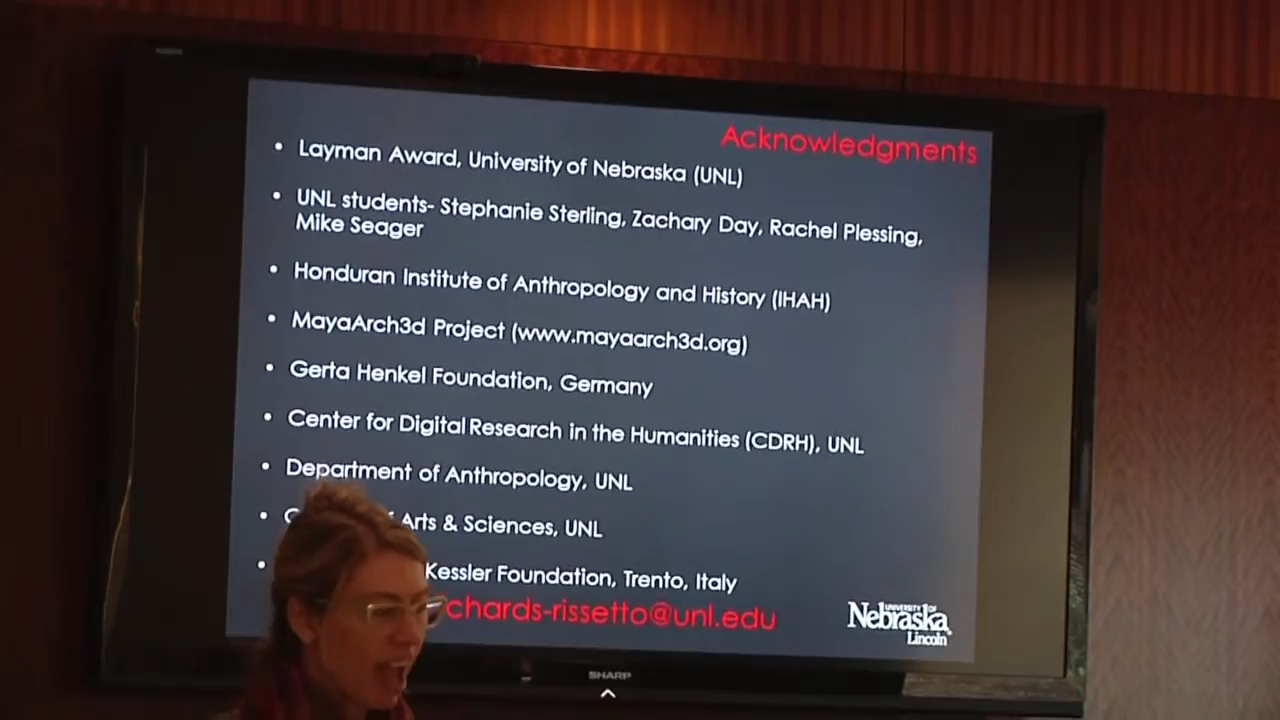 Acknowledgments
• Layman Award, University of Nebraska (UNL)
• UNL students- Stephanie Sterling, Zachary Day, Rachel Plessing,
Mike Seager
• Honduran Institute of Anthropology and History (IHAH)
• MayaArch3d Project (www.mayaarch3d.org)
• Gerta Henkel Foundation, Germany
• Center for Digital Research in the Humanities (CDRH), UNL
• Department of Anthropology, UNL
• Arts & Sciences, UNL
• Kessler Foundation, Trento, Italy
chards-rissetto@unl.edu
UNIVERSITY OF
Nebraska
Lincoln
SHARP